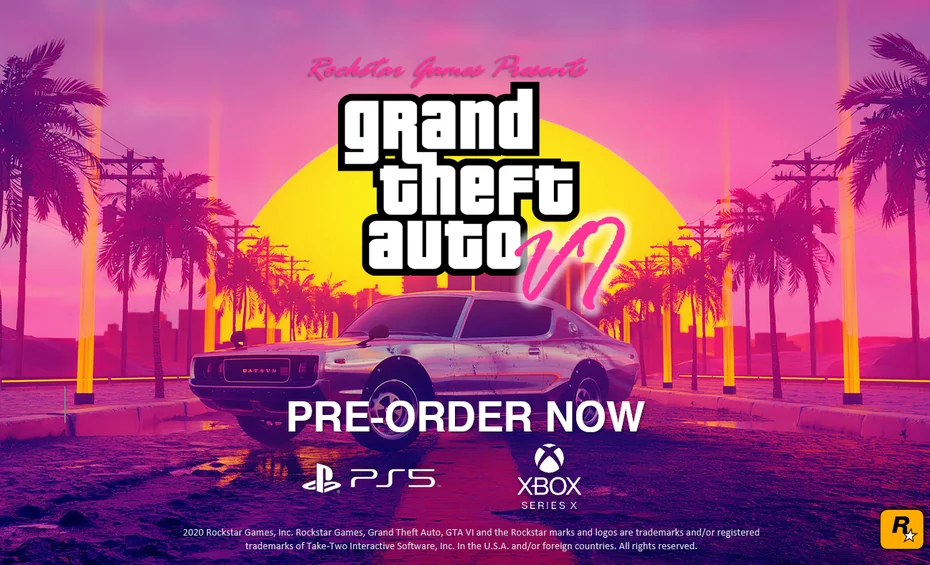 Rockstar Games Presents
grand
theft
auto VI
DATSUN
PRE-ORDER NOW
PS5
XBOX
SERIES X
2020 Rockstar Games, Inc. Rockstar Games, Grand Theft Auto, GTA VI and the Rockstar marks and logos are trademarks and/or registered
trademarks of Take-Two Interactive Software, Inc. In the U.S.A. and/or foreign countries. All rights reserved.
R